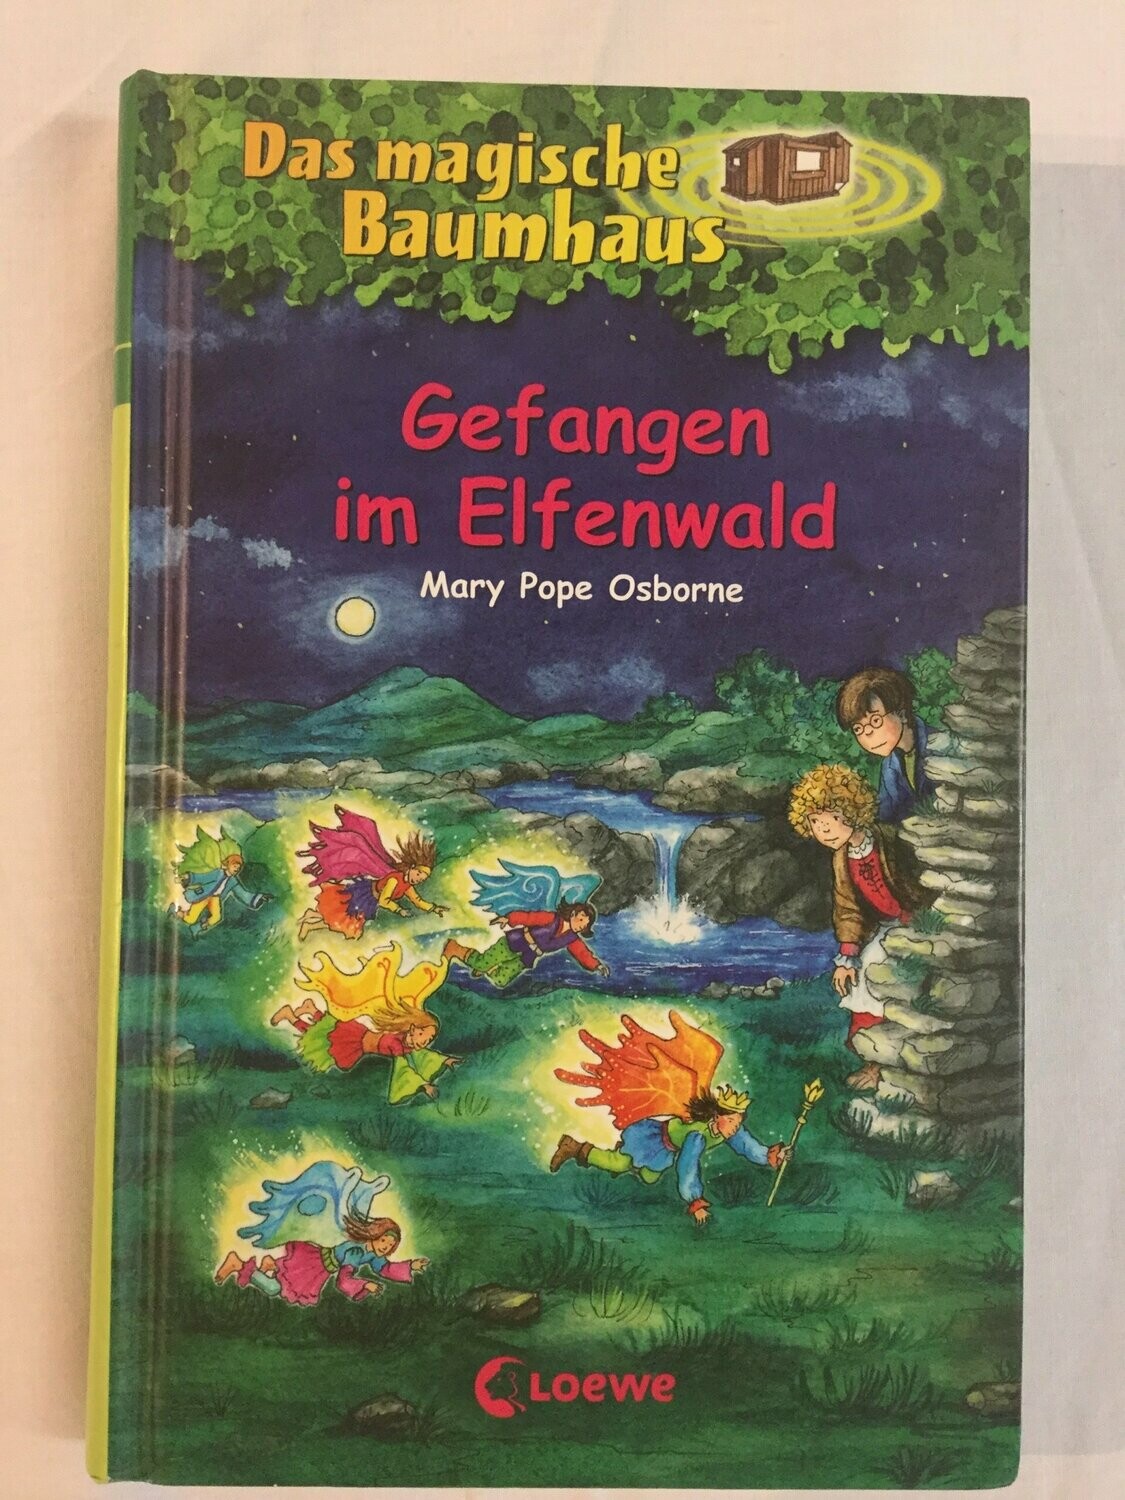 Das magische
Baumhaus
Gefangen
im Elfenwald
Mary Pope Osborne
Loewe